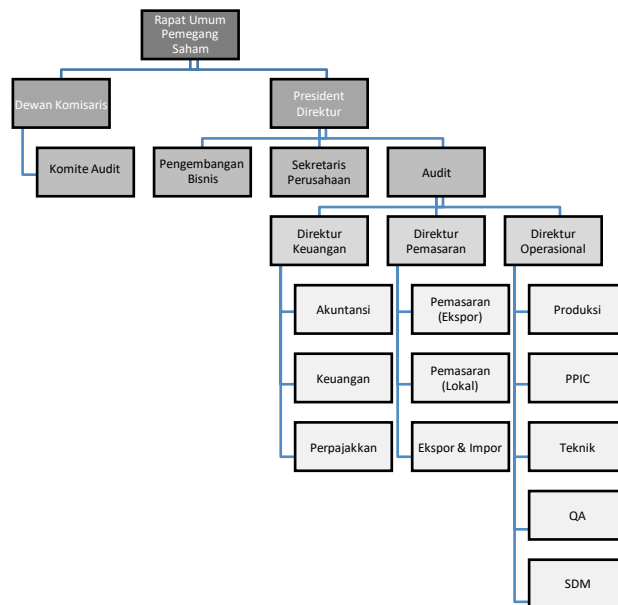 Rapat Umum
Pemegang
Saham
Dewan Komisaris
President
Direktur
Komite Audit
Pengembangan
Bisnis
Sekretaris
Perusahaan
Audit
Direktur
Keuangan
Direktur
Pemasaran
Direktur
Operasional
Akuntansi
Pemasaran
(Ekspor)
Produksi
Keuangan
Pemasaran
(Lokal)
PPIC
Perpajakkan
Ekspor & Impor
Teknik
QA
SDM